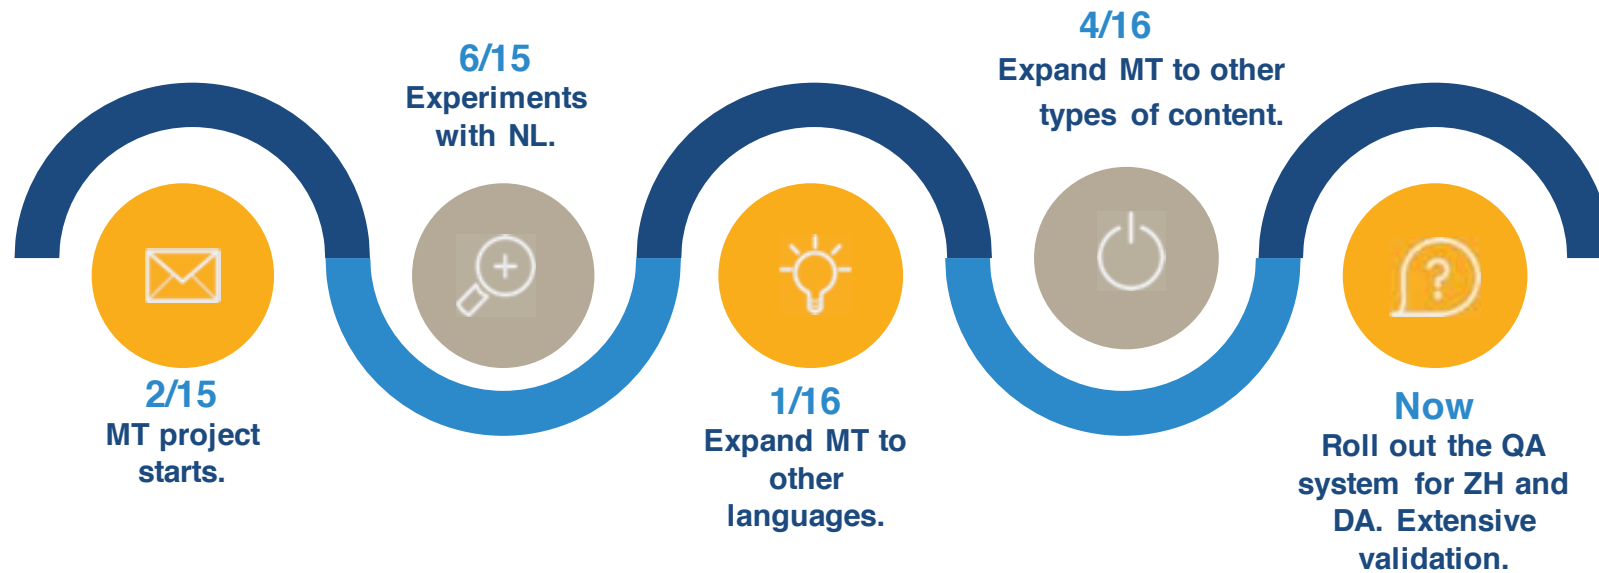 2/15
MT project
starts.
6/15
Experiments
with NL.
1/16
Expand MT to
other
languages.
4/16
Expand MT to other
types of content.
Now
Roll out the QA
system for ZH and
DA. Extensive
validation.